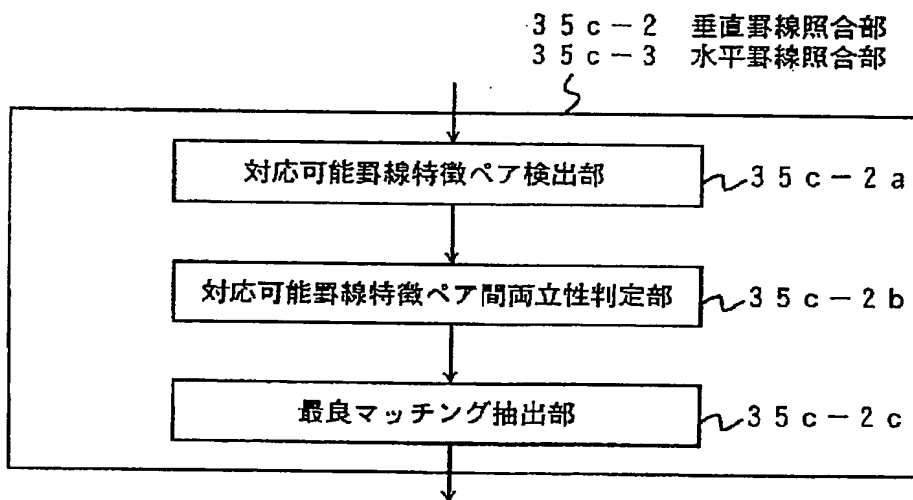 35c-2 垂直罫線照合部
35c-3 水平罫線照合部
対応可能罫線特徴ペア検出部
35c-2a
対応可能罫線特徴ペア間両立性判定部
35c-2b
最良マッチング抽出部
35c-2c